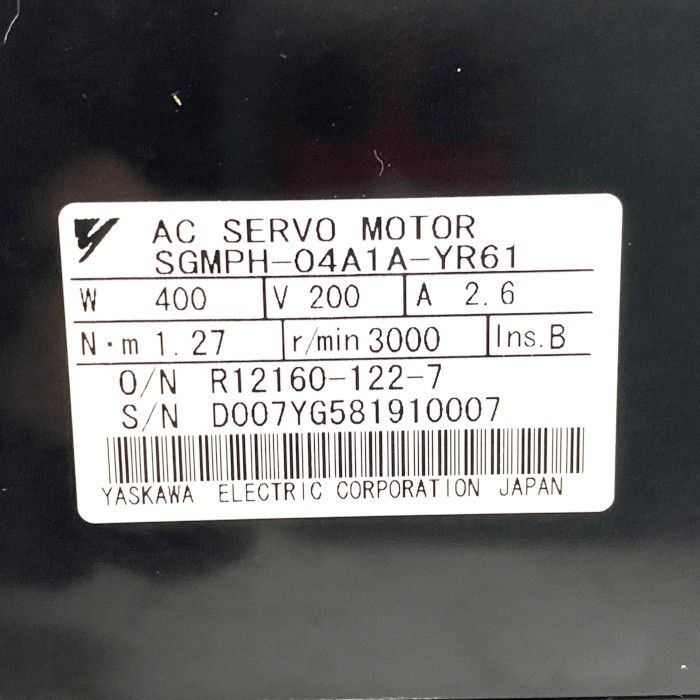 AC SERVO MOTOR
SGMPH-04A1A-YR61
W 400 V 200 A 2.6
N·m 1.27 r/min 3000 Ins.B
O/N R12160-122-7
S/N D007YG581910007
YASKAWA ELECTRIC CORPORATION JAPAN